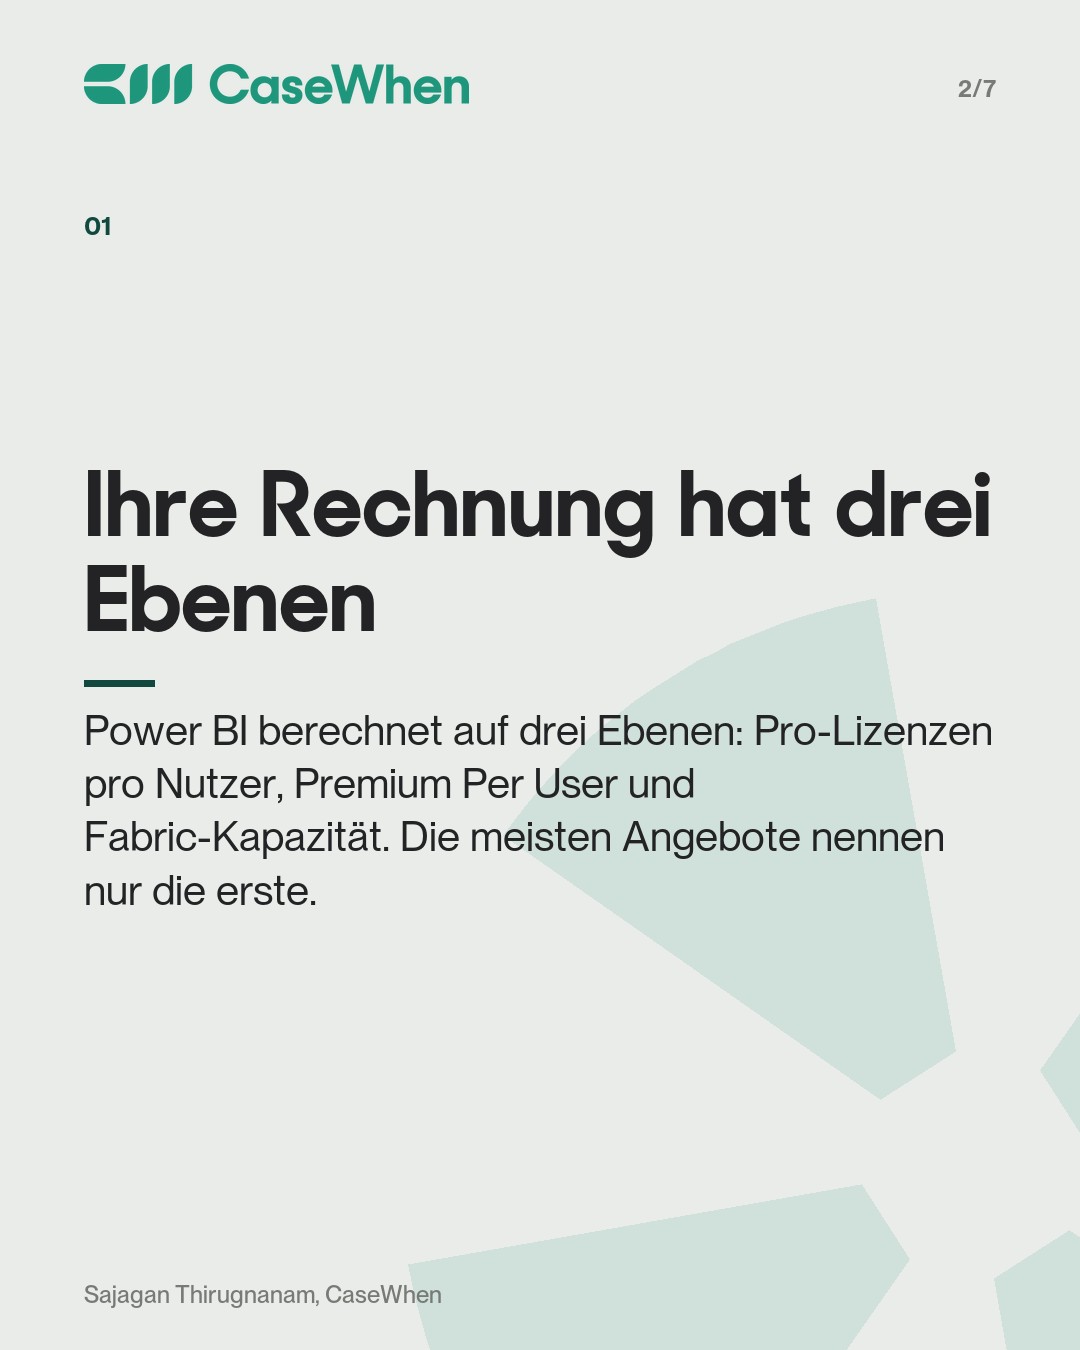 CaseWhen
2/7
01
Ihre Rechnung hat drei
Ebenen
Power BI berechnet auf drei Ebenen: Pro-Lizenzen
pro Nutzer, Premium Per User und
Fabric-Kapazität. Die meisten Angebote nennen
nur die erste.
Sajagan Thirugnanam, CaseWhen